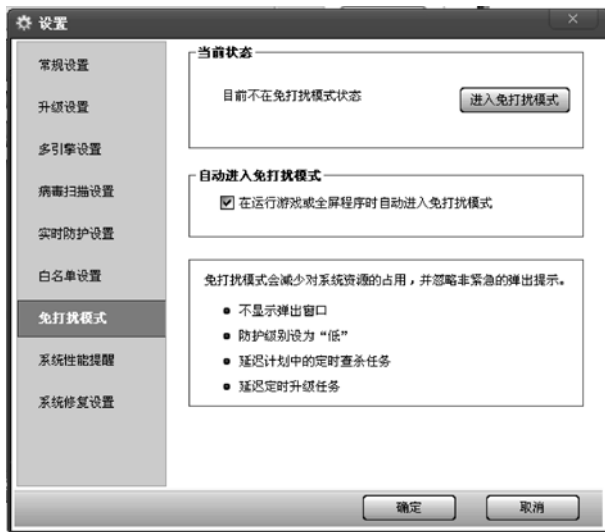 设置
常规设置
升级设置
多引擎设置
病毒扫描设置
实时防护设置
白名单设置
免打扰模式
系统性能提醒
系统修复设置
当前状态
目前不在免打扰模式状态
进入免打扰模式
自动进入免打扰模式
在运行游戏或全屏程序时自动进入免打扰模式
免打扰模式会减少对系统资源的占用，并忽略非紧急的弹出提示。
不显示弹出窗口
防护级别设为“低”
延迟计划中的定时查杀任务
延迟定时升级任务
确定
取消